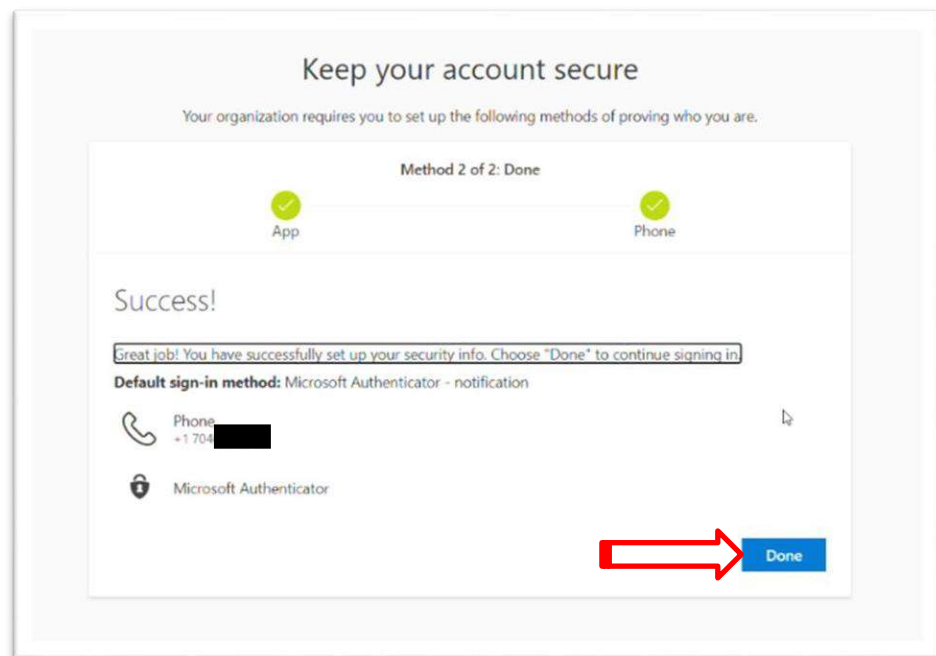 Keep your account secure
Your organization requires you to set up the following methods of proving who you are.
Method 2 of 2: Done
App
Phone
Success!
Great job! You have successfully set up your security info. Choose "Done" to continue signing in.
Default sign-in method: Microsoft Authenticator - notification
Phone
+1 704
Microsoft Authenticator
Done